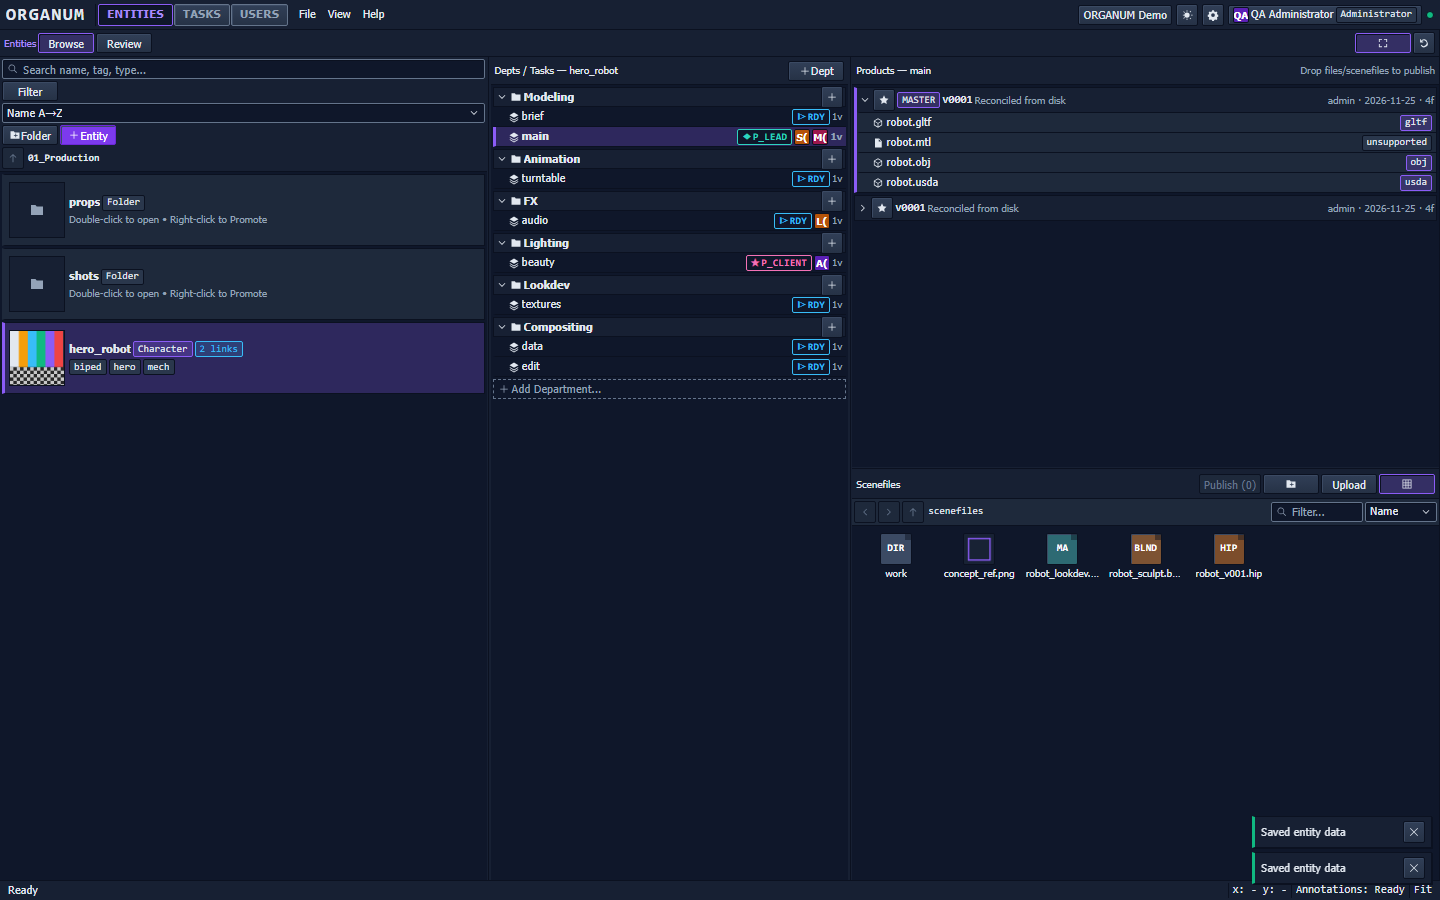 ORGANUM ENTITIES TASKS USERS File View Help ORGANUM Demo QA QA Administrator Administrator
Entities Browse Review
Search name, tag, type...
Filter
Name A→Z
Folder + Entity
01_Production
props Folder
Double-click to open • Right-click to Promote
shots Folder
Double-click to open • Right-click to Promote
hero_robot Character 2 links
biped hero mech
Depts / Tasks — hero_robot + Dept
Modeling
brief RDY 1v
main P_LEAD S( M( 1v
Animation
turntable RDY 1v
FX
audio RDY L( 1v
Lighting
beauty P_CLIENT A( 1v
Lookdev
textures RDY 1v
Compositing
data RDY 1v
edit RDY 1v
+ Add Department...
Products — main Drop files/scenefiles to publish
MASTER v0001 Reconciled from disk admin · 2026-11-25 · 4f
robot.gltf gltf
robot.mtl unsupported
robot.obj obj
robot.usda usda
v0001 Reconciled from disk admin · 2026-11-25 · 4f
Scenefiles Publish (0) Upload
scenefiles Filter... Name
DIR MA BLND HIP
work concept_ref.png robot_lookdev.... robot_sculpt.b... robot_v001.hip
Saved entity data
Saved entity data
Ready x: - y: - Annotations: Ready Fit